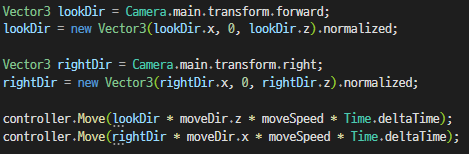 Vector3 lookDir = Camera.main.transform.forward;
lookDir = new Vector3(lookDir.x, 0, lookDir.z).normalized;
Vector3 rightDir = Camera.main.transform.right;
rightDir = new Vector3(rightDir.x, 0, rightDir.z).normalized;
controller.Move(lookDir * moveDir.z * moveSpeed * Time.deltaTime);
controller.Move(rightDir * moveDir.x * moveSpeed * Time.deltaTime);